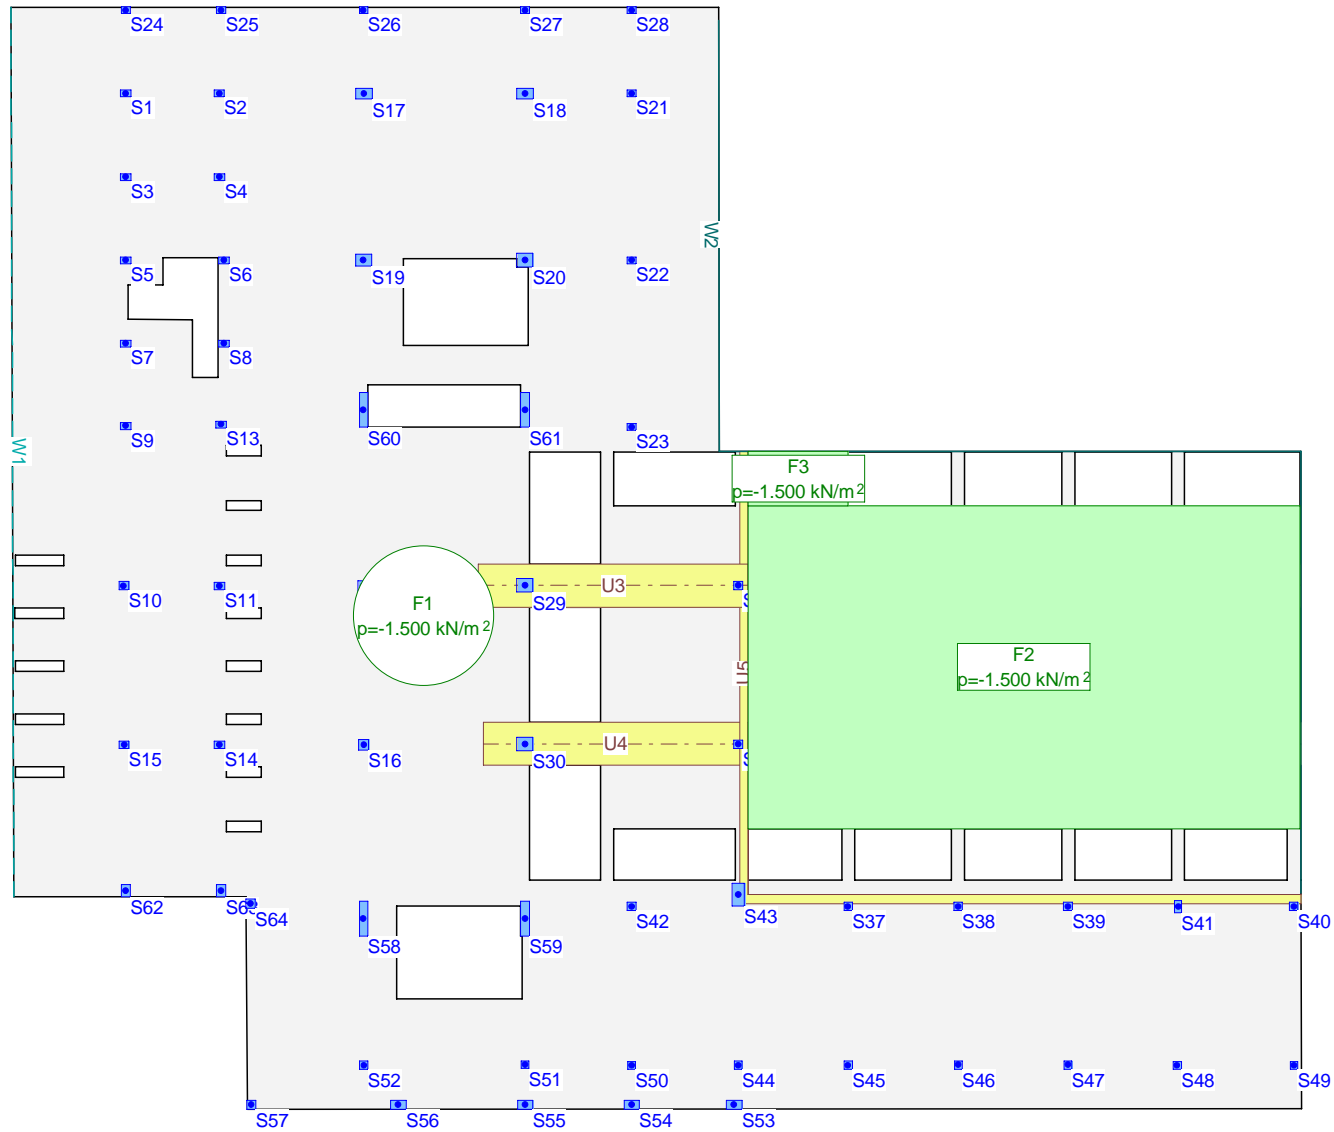 S24 S25 S26 S27 S28
S1 S2 S17 S18 S21
S3 S4
W2
S5 S6 S19 S20 S22
S7 S8
S9 S13 S60 S61 S23
W1
F3
p=-1.500 kN/m²
S10 S11 S29 U3
F1
p=-1.500 kN/m²
F2
p=-1.500 kN/m²
U5
S15 S14 S16 S30 U4
S62 S64 S58 S59 S42 S43 S37 S38 S39 S41 S40
S52 S51 S50 S44 S45 S46 S47 S48 S49
S57 S56 S55 S54 S53